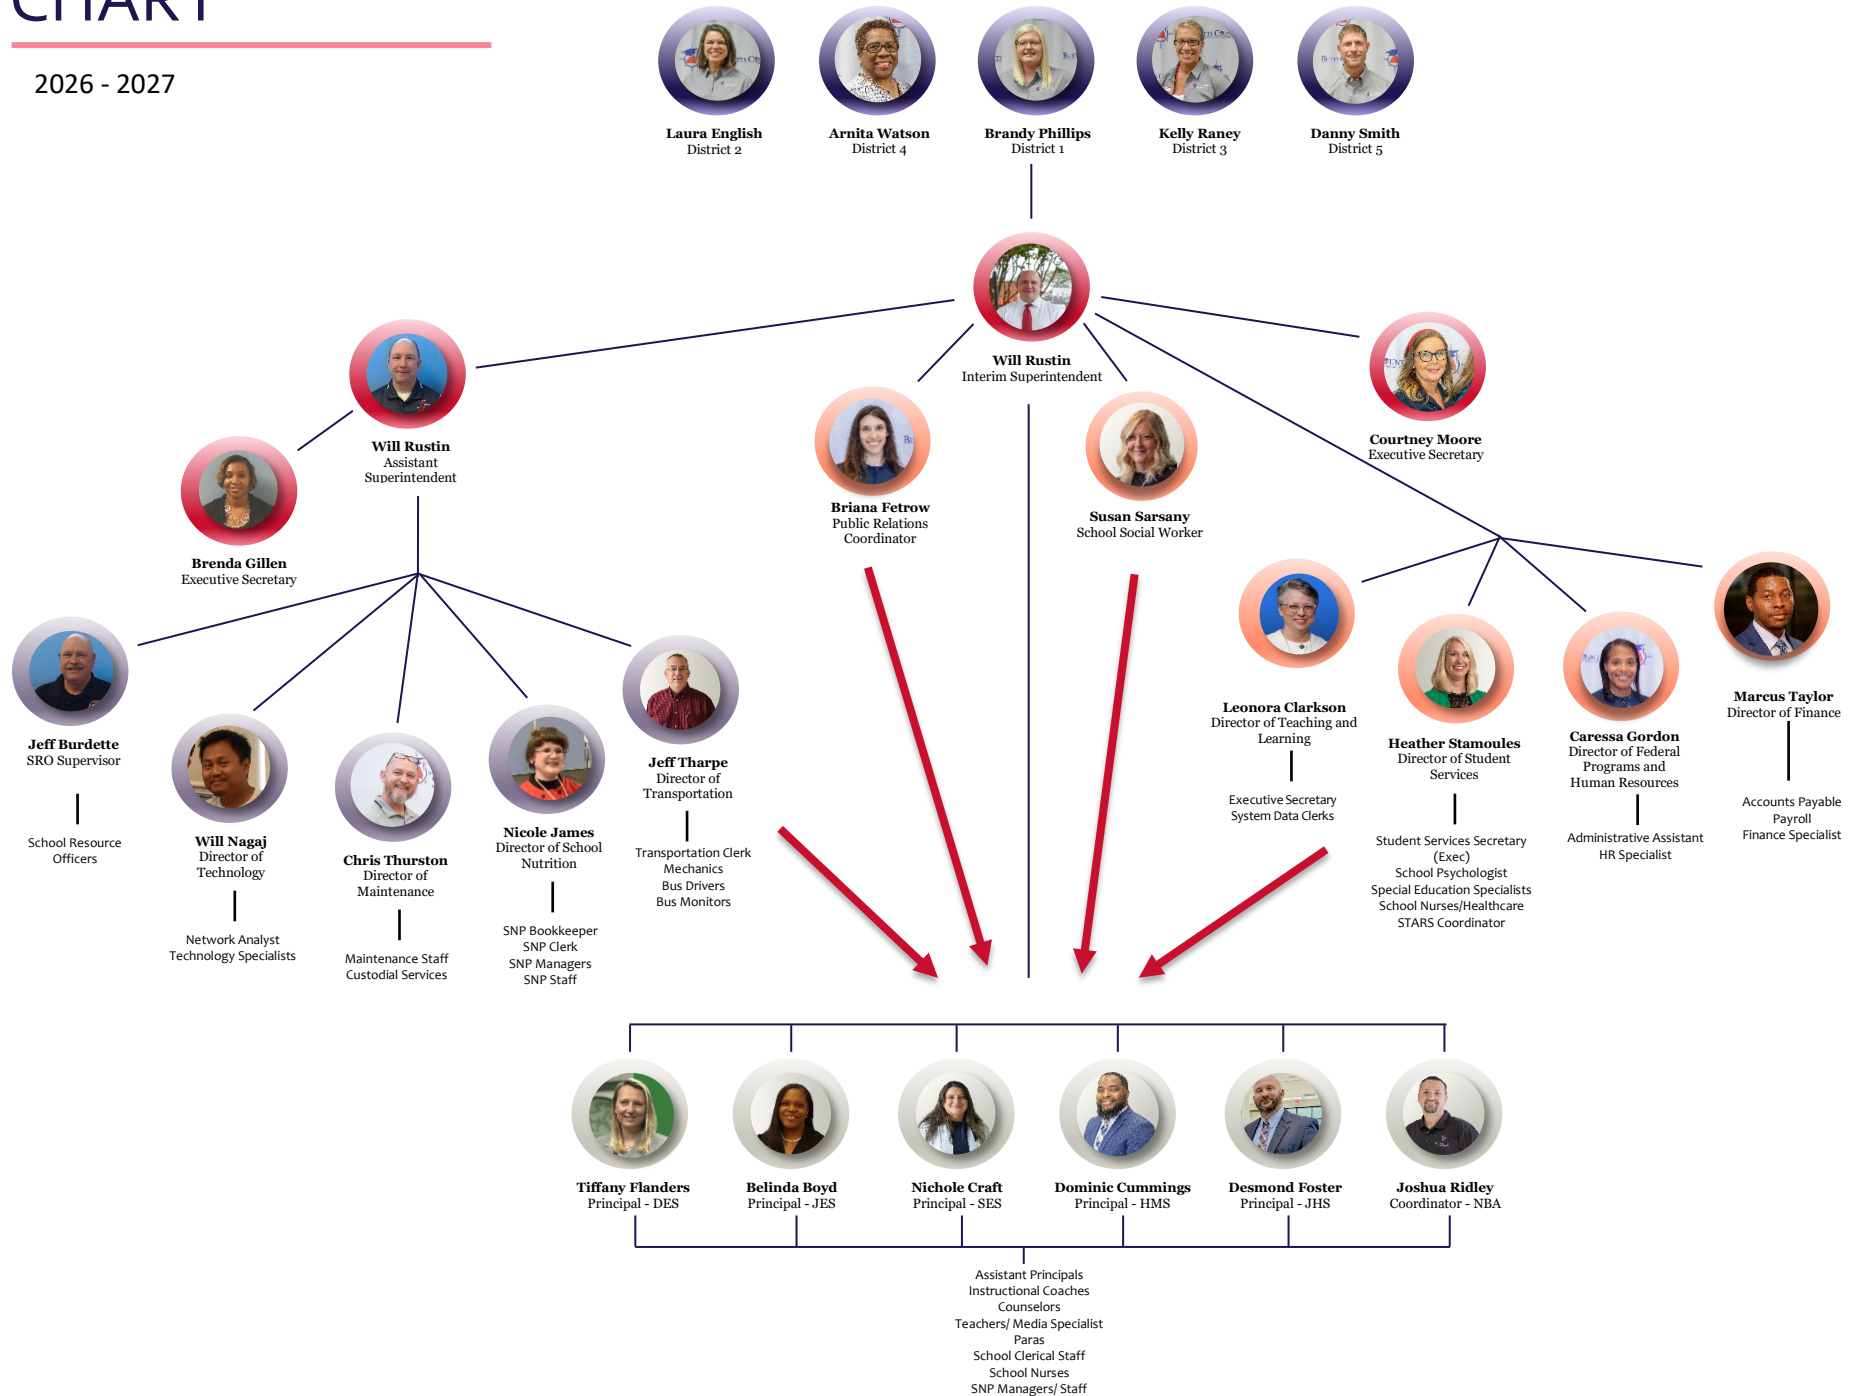 CHART
2026 - 2027
Laura English
District 2
Arnita Watson
District 4
Brandy Phillips
District 1
Kelly Raney
District 3
Danny Smith
District 5
Will Rustin
Interim Superintendent
Will Rustin
Assistant
Superintendent
Brenda Gillen
Executive Secretary
Briana Fetrow
Public Relations
Coordinator
Susan Sarsany
School Social Worker
Courtney Moore
Executive Secretary
Jeff Burdette
SRO Supervisor
School Resource
Officers
Will Nagaj
Director of
Technology
Network Analyst
Technology Specialists
Chris Thurston
Director of
Maintenance
Maintenance Staff
Custodial Services
Nicole James
Director of School
Nutrition
SNP Bookkeeper
SNP Clerk
SNP Managers
SNP Staff
Jeff Tharpe
Director of
Transportation
Transportation Clerk
Mechanics
Bus Drivers
Bus Monitors
Leonora Clarkson
Director of Teaching and
Learning
Executive Secretary
System Data Clerks
Heather Stamoules
Director of Student
Services
Student Services Secretary
(Exec)
School Psychologist
Special Education Specialists
School Nurses/Healthcare
STARS Coordinator
Caressa Gordon
Director of Federal
Programs and
Human Resources
Administrative Assistant
HR Specialist
Marcus Taylor
Director of Finance
Accounts Payable
Payroll
Finance Specialist
Tiffany Flanders
Principal - DES
Belinda Boyd
Principal - JES
Nichole Craft
Principal - SES
Dominic Cummings
Principal - HMS
Desmond Foster
Principal - JHS
Joshua Ridley
Coordinator - NBA
Assistant Principals
Instructional Coaches
Counselors
Teachers/ Media Specialist
Paras
School Clerical Staff
School Nurses
SNP Managers/ Staff